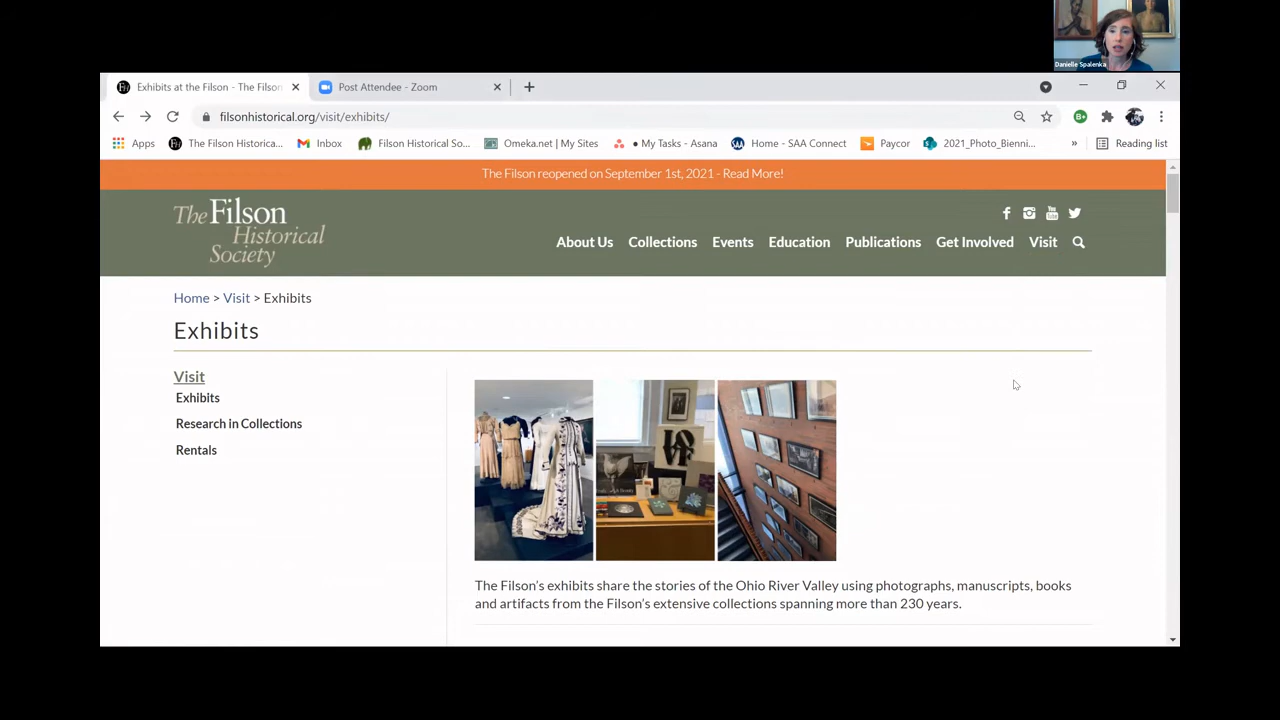 Danielle Spalenka
Exhibits at the Filson - The Filson
Post Attendee - Zoom
filsonhistorical.org/visit/exhibits/
Apps
The Filson Historica...
Inbox
Filson Historical So...
Omeka.net | My Sites
● My Tasks - Asana
Home - SAA Connect
Paycor
2021_Photo_Bienni...
»
Reading list
The Filson reopened on September 1st, 2021 - Read More!
The Filson
Historical
Society
About Us Collections Events Education Publications Get Involved Visit
Home > Visit > Exhibits
Exhibits
Visit
Exhibits
Research in Collections
Rentals
The Filson’s exhibits share the stories of the Ohio River Valley using photographs, manuscripts, books
and artifacts from the Filson’s extensive collections spanning more than 230 years.